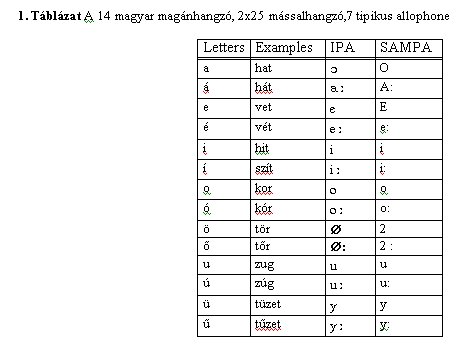 1. Táblázat A 14 magyar magánhangzó, 2x25 mássalhangzó,7 tipikus allophone
Letters Examples IPA SAMPA
a hat ɔ O
á hát a: A:
e vet e E
é vét e: e:
i hit i i
í szít i: i:
o kor o o
ó kór o: o:
ö tör Ø 2
ő tőr Ø: 2 :
u zug u u
ú zúg u: u:
ü tüzet y y
ű tűzet y: y: